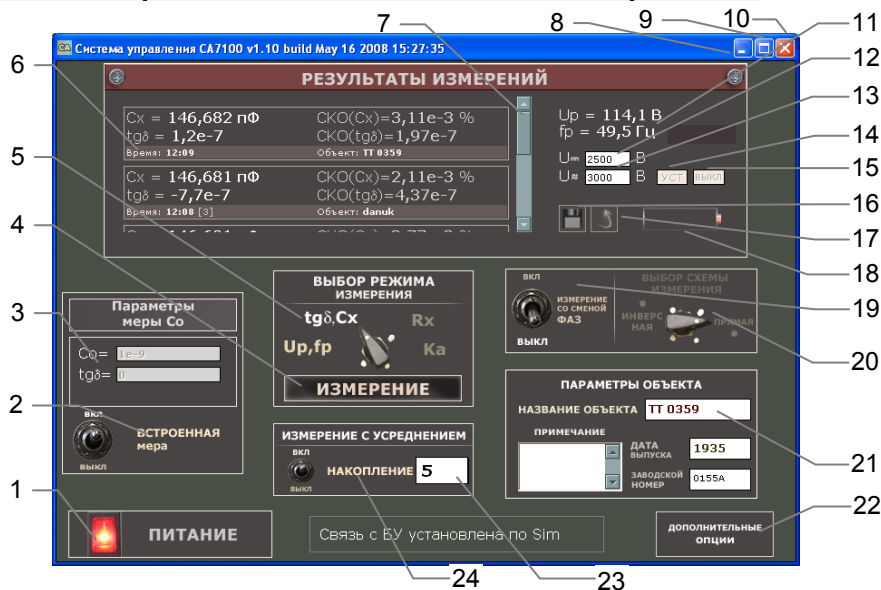 7
8
9
10
11
Система управления СА7100 v1.10 build May 16 2008 15:27:35
12
6
РЕЗУЛЬТАТЫ ИЗМЕРЕНИЙ
13
Cx = 146,682 пФ СКО(Cx)=3,11e-3 %
tgδ = 1,2e-7 СКО(tgδ)=1,97e-7
Время: 12:09 Объект: ТТ 0359
Cx = 146,681 пФ СКО(Cx)=2,11e-3 %
tgδ = -7,7e-7 СКО(tgδ)=4,37e-7
Время: 12:08 [3] Объект: danuk
Up = 114,1 В
fp = 49,5 Гц
U= 2500 В
U≈ 3000 В УСТ ВЫКЛ
14
15
5
16
4
17
18
3
19
Параметры
меры Co
Co= 1e-9
tgδ= 0
2
ВКЛ
ВСТРОЕННАЯ
мера
ВЫКЛ
ВЫБОР РЕЖИМА
ИЗМЕРЕНИЯ
tgδ,Cx Rx
Up,fp Ka
ИЗМЕРЕНИЕ
ВКЛ
ИЗМЕРЕНИЕ
СО СМЕНОЙ
ФАЗ
ВЫКЛ
ВЫБОР СХЕМЫ
ИЗМЕРЕНИЯ
ИНВЕРС
НАЯ
ПРЯМАЯ
20
ИЗМЕРЕНИЕ С УСРЕДНЕНИЕМ
ВКЛ
НАКОПЛЕНИЕ 5
ВЫКЛ
ПАРАМЕТРЫ ОБЪЕКТА
НАЗВАНИЕ ОБЪЕКТА ТТ 0359
ПРИМЕЧАНИЕ
ДАТА
ВЫПУСКА 1935
ЗАВОДСКОЙ
НОМЕР 0155А
21
1
22
ПИТАНИЕ
Связь с БУ установлена по Sim
ДОПОЛНИТЕЛЬНЫЕ
ОПЦИИ
24
23